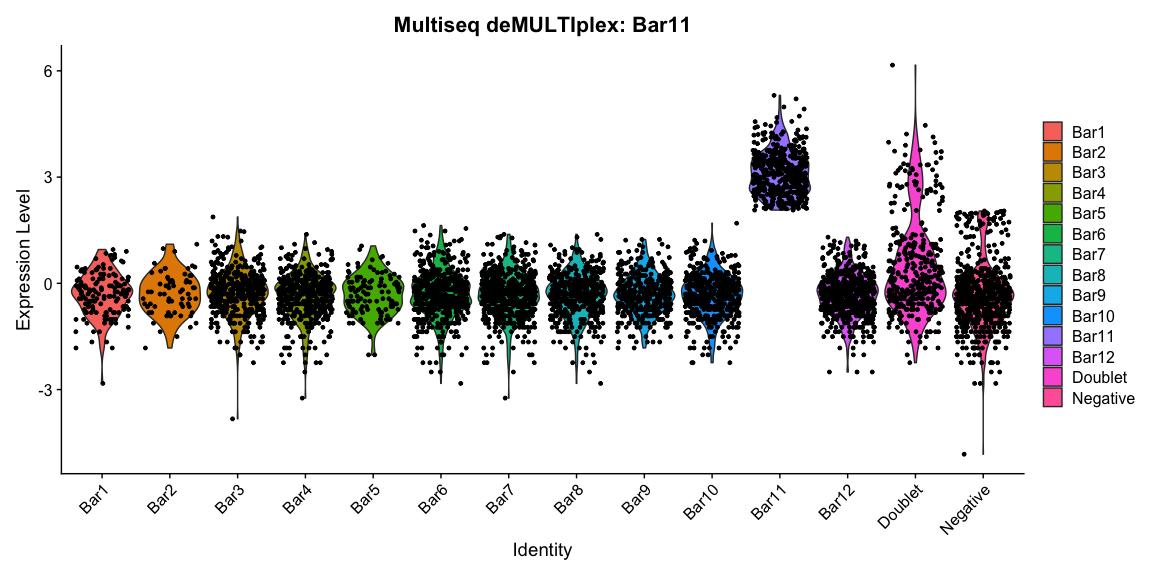 Multiseq deMULTIplex: Bar11
Expression Level
6
3
0
-3
Bar1
Bar2
Bar3
Bar4
Bar5
Bar6
Bar7
Bar8
Bar9
Bar10
Bar11
Bar12
Doublet
Negative
Identity
Bar1
Bar2
Bar3
Bar4
Bar5
Bar6
Bar7
Bar8
Bar9
Bar10
Bar11
Bar12
Doublet
Negative